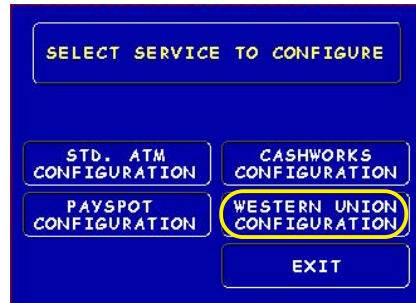 SELECT SERVICE TO CONFIGURE
STD. ATM
CONFIGURATION
CASHWORKS
CONFIGURATION
PAYSPOT
CONFIGURATION
WESTERN UNION
CONFIGURATION
EXIT